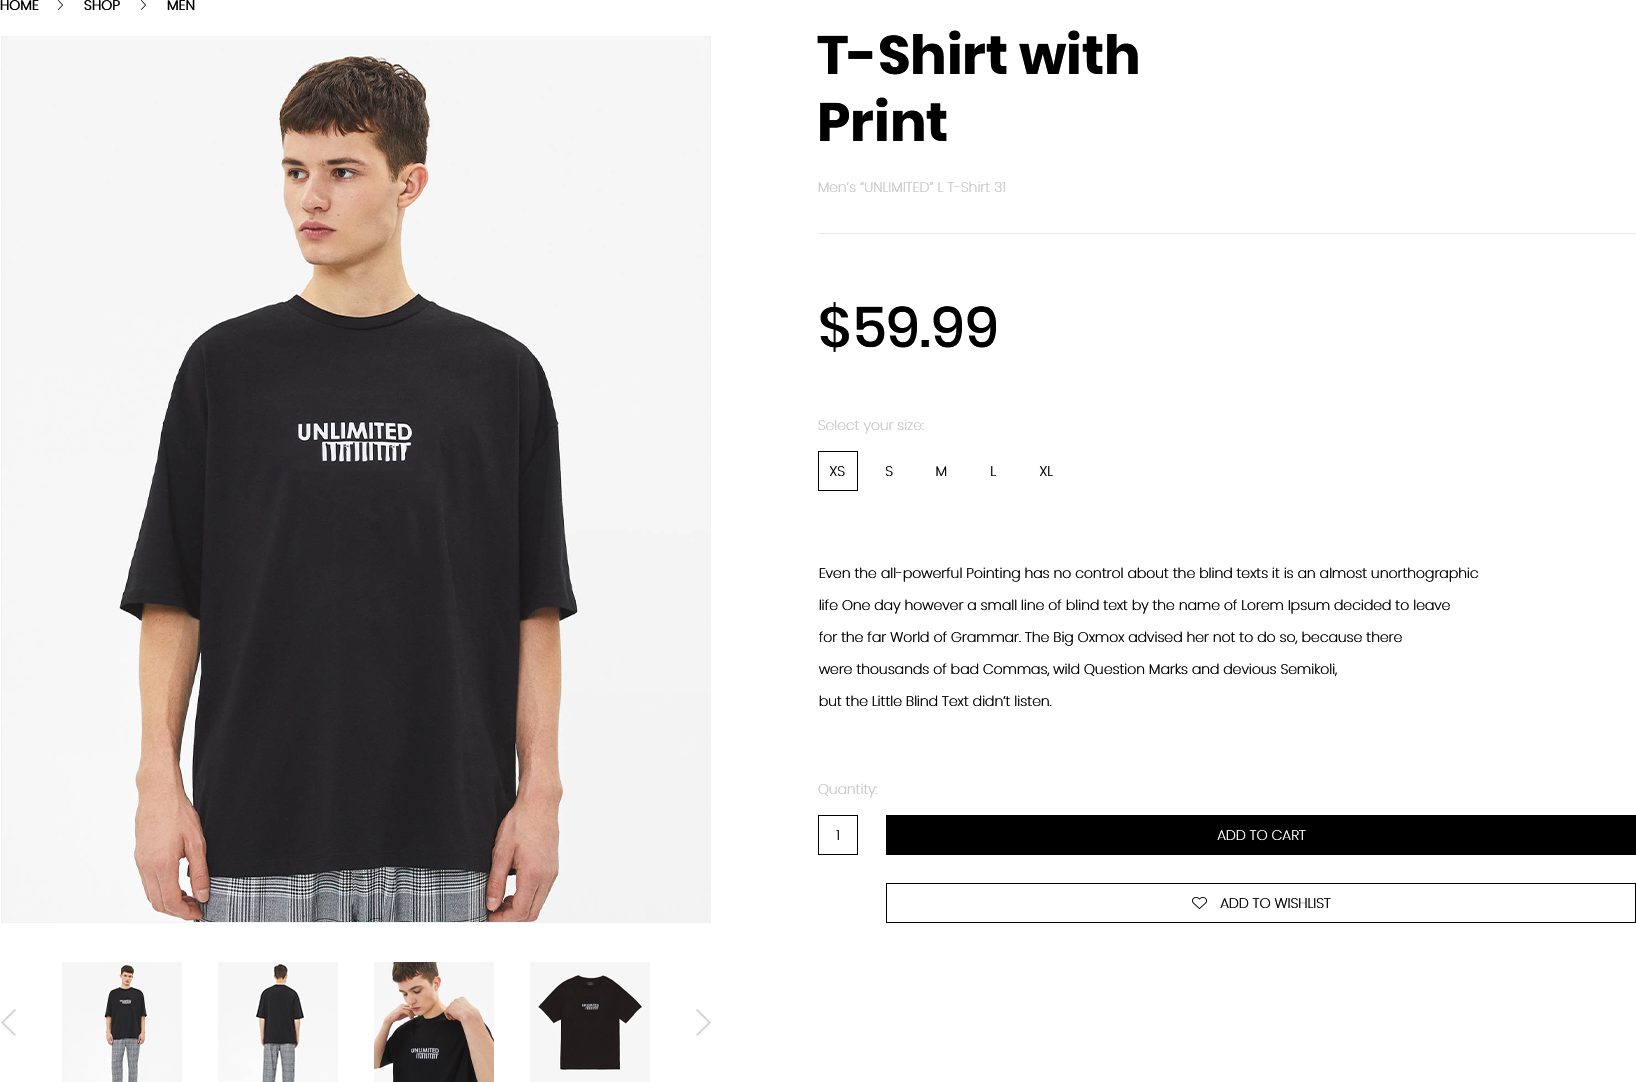 HOME > SHOP > MEN
T-Shirt with
Print
Men's “UNLIMITED” L T-Shirt 31
$59.99
Select your size:
XS S M L XL
Even the all-powerful Pointing has no control about the blind texts it is an almost unorthographic
life One day however a small line of blind text by the name of Lorem Ipsum decided to leave
for the far World of Grammar. The Big Oxmox advised her not to do so, because there
were thousands of bad Commas, wild Question Marks and devious Semikoli,
but the Little Blind Text didn't listen.
Quantity:
1 ADD TO CART
ADD TO WISHLIST
UNLIMITED
UNLIMITED
UNLIMITED
UNLIMITED